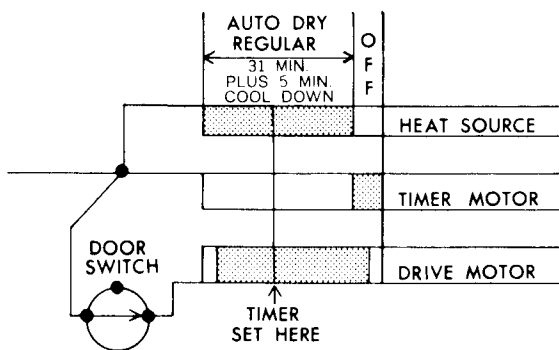 AUTO DRY
REGULAR
31 MIN.
PLUS 5 MIN.
COOL DOWN
OFF
HEAT SOURCE
TIMER MOTOR
DOOR
SWITCH
DRIVE MOTOR
TIMER
SET HERE